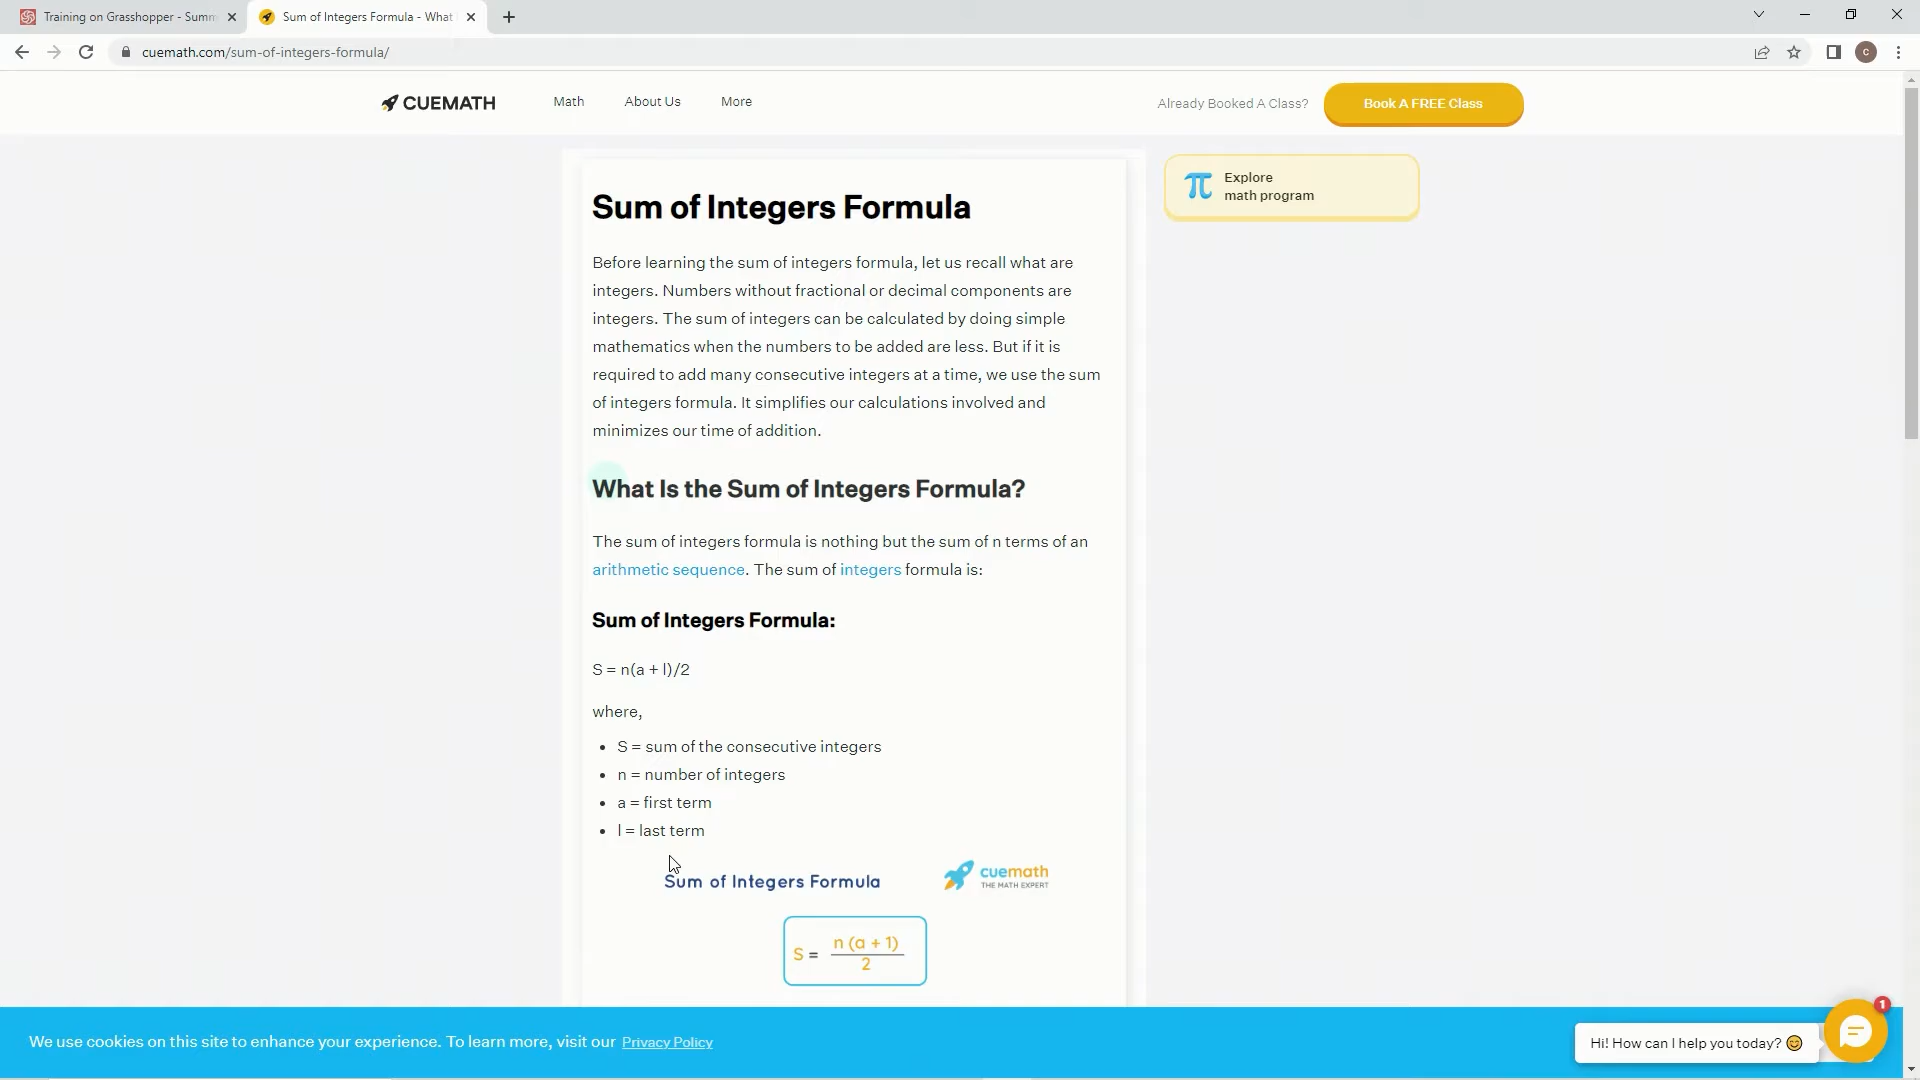 Training on Grasshopper - Summ
Sum of Integers Formula - What
cuemath.com/sum-of-integers-formula/
C
CUEMATH
Math
About Us
More
Already Booked A Class?
Book A FREE Class
Explore
math program
Sum of Integers Formula
Before learning the sum of integers formula, let us recall what are
integers. Numbers without fractional or decimal components are
integers. The sum of integers can be calculated by doing simple
mathematics when the numbers to be added are less. But if it is
required to add many consecutive integers at a time, we use the sum
of integers formula. It simplifies our calculations involved and
minimizes our time of addition.
What Is the Sum of Integers Formula?
The sum of integers formula is nothing but the sum of n terms of an
arithmetic sequence. The sum of integers formula is:
Sum of Integers Formula:
S = n(a + l)/2
where,
• S = sum of the consecutive integers
• n = number of integers
• a = first term
• l = last term
Sum of Integers Formula
cuemath
THE MATH EXPERT
S = n (a + 1)
2
We use cookies on this site to enhance your experience. To learn more, visit our Privacy Policy
Hi! How can I help you today? 😊
1